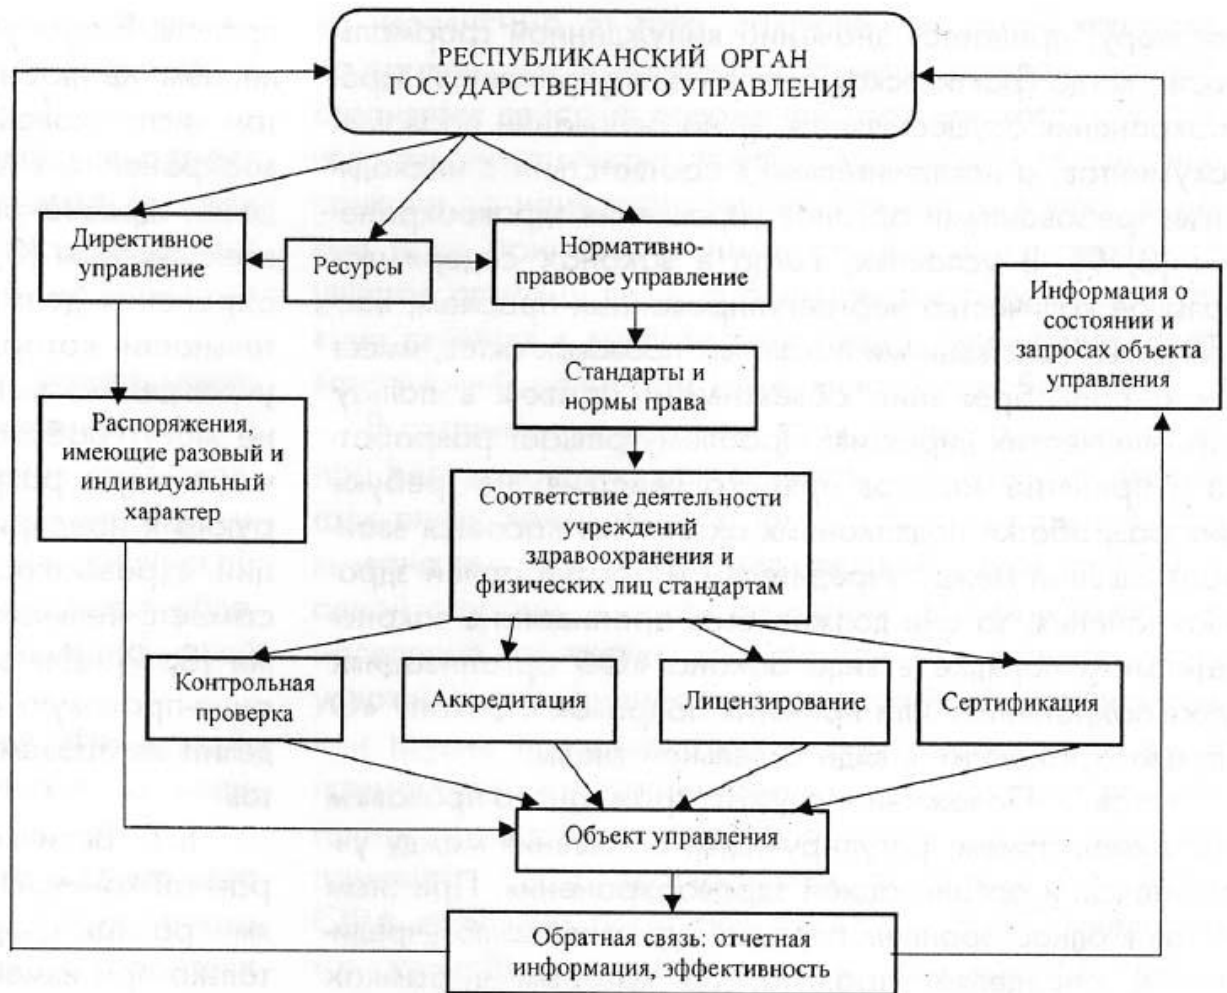 РЕСПУБЛИКАНСКИЙ ОРГАН
ГОСУДАРСТВЕННОГО УПРАВЛЕНИЯ
Директивное
управление
Ресурсы
Нормативно-
правовое управление
Информация о
состоянии и
запросах объекта
управления
Стандарты и
нормы права
Распоряжения,
имеющие разовый и
индивидуальный
характер
Соответствие деятельности
учреждений
здравоохранения и
физических лиц стандартам
Контрольная
проверка
Аккредитация
Лицензирование
Сертификация
Объект управления
Обратная связь: отчетная
информация, эффективность